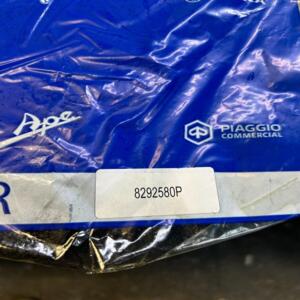 Ape
PIAGGIO
COMMERCIAL
R
8292580P